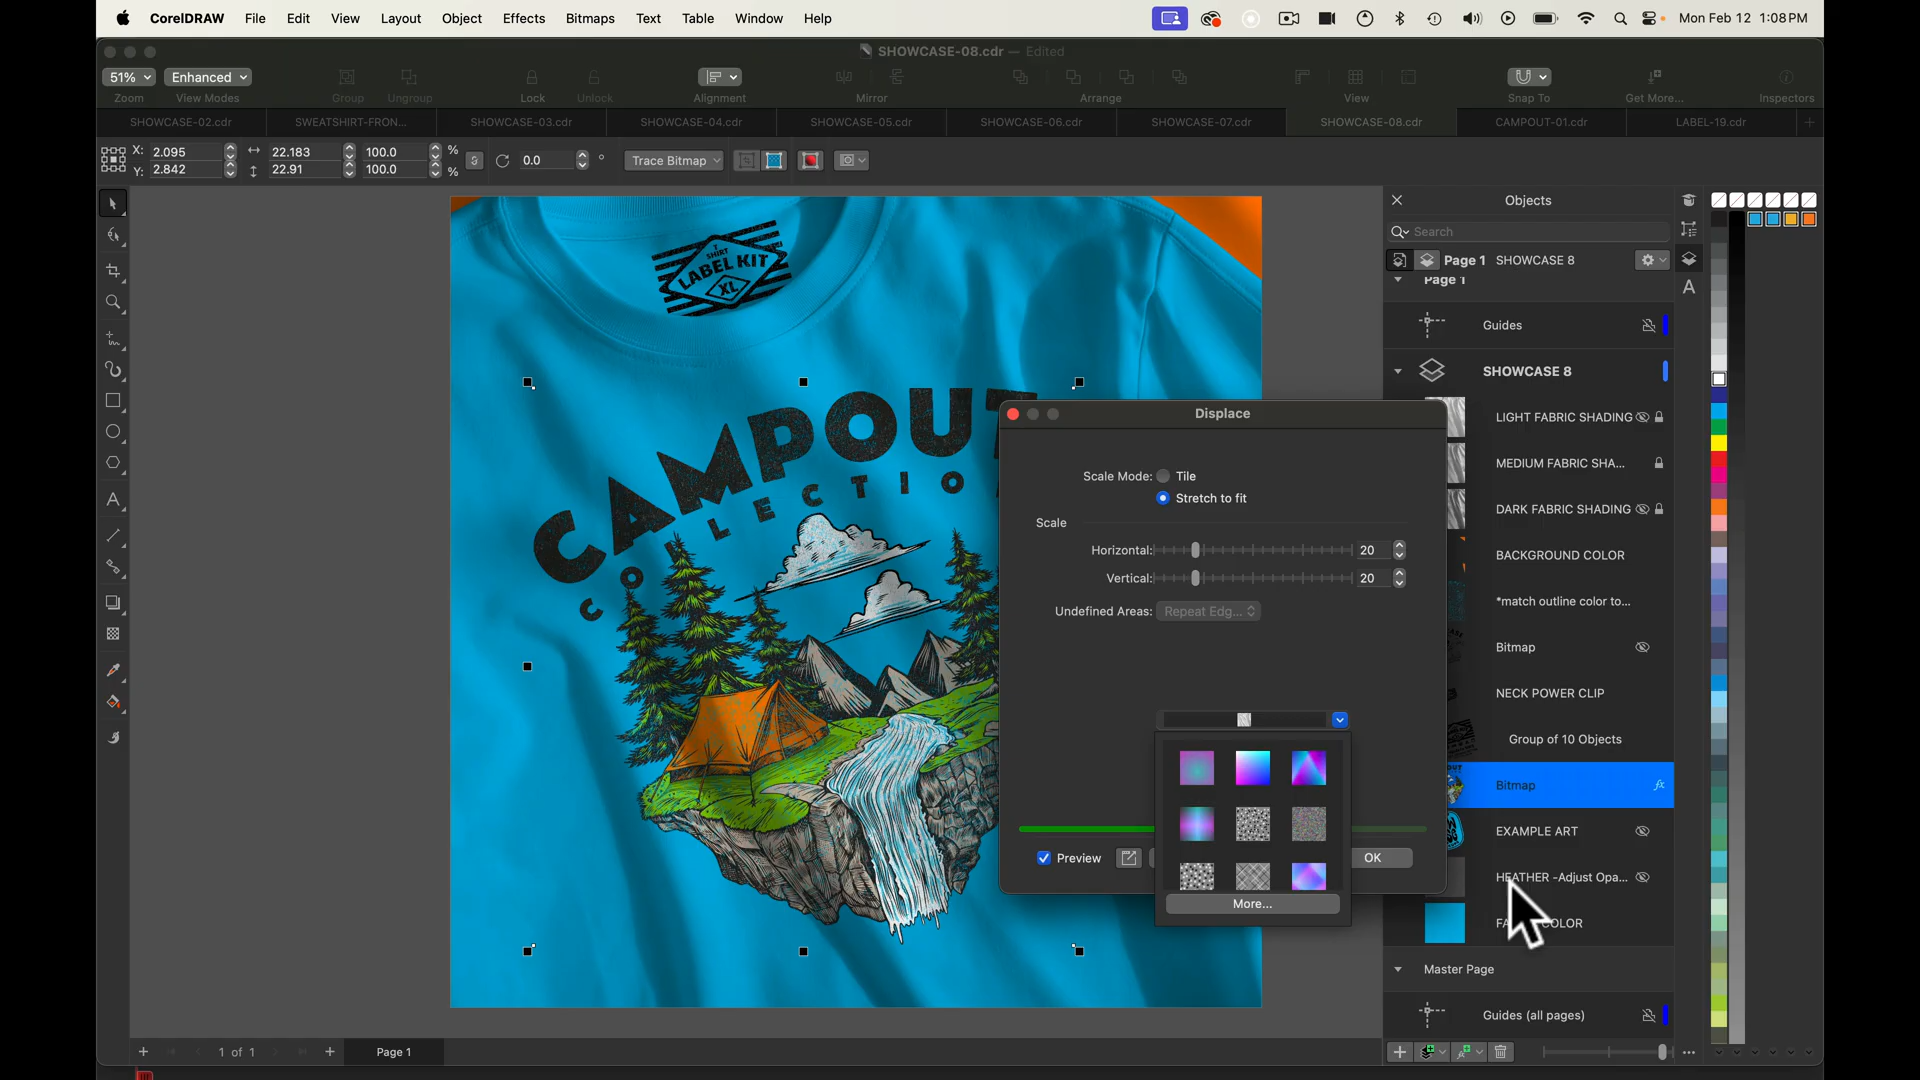 CorelDRAW File Edit View Layout Object Effects Bitmaps Text Table Window Help Mon Feb 12 1:08 PM
SHOWCASE-08.cdr — Edited
51% Enhanced
Zoom View Modes Group Ungroup Lock Unlock Alignment Mirror Arrange View Snap To Get More... Inspectors
SHOWCASE-02.cdr SWEATSHIRT-FRON... SHOWCASE-03.cdr SHOWCASE-04.cdr SHOWCASE-05.cdr SHOWCASE-06.cdr SHOWCASE-07.cdr SHOWCASE-08.cdr CAMPOUT-01.cdr LABEL-19.cdr
X: 2.095 22.183 100.0 %
Y: 2.842 22.91 100.0 %
0.0 °
Trace Bitmap
T
SHIRT
LABEL KIT
XL
CAMPOUT
COLLECTIO
Displace
Scale Mode: Tile
Stretch to fit
Scale
Horizontal: 20
Vertical: 20
Undefined Areas: Repeat Edg...
Preview
OK
More...
Objects
Search
Page 1 SHOWCASE 8
Page 1
Guides
SHOWCASE 8
LIGHT FABRIC SHADING
MEDIUM FABRIC SHA...
DARK FABRIC SHADING
BACKGROUND COLOR
*match outline color to...
Bitmap
NECK POWER CLIP
Group of 10 Objects
Bitmap fx
EXAMPLE ART
HEATHER -Adjust Opa...
COLOR
Master Page
Guides (all pages)
1 of 1
Page 1